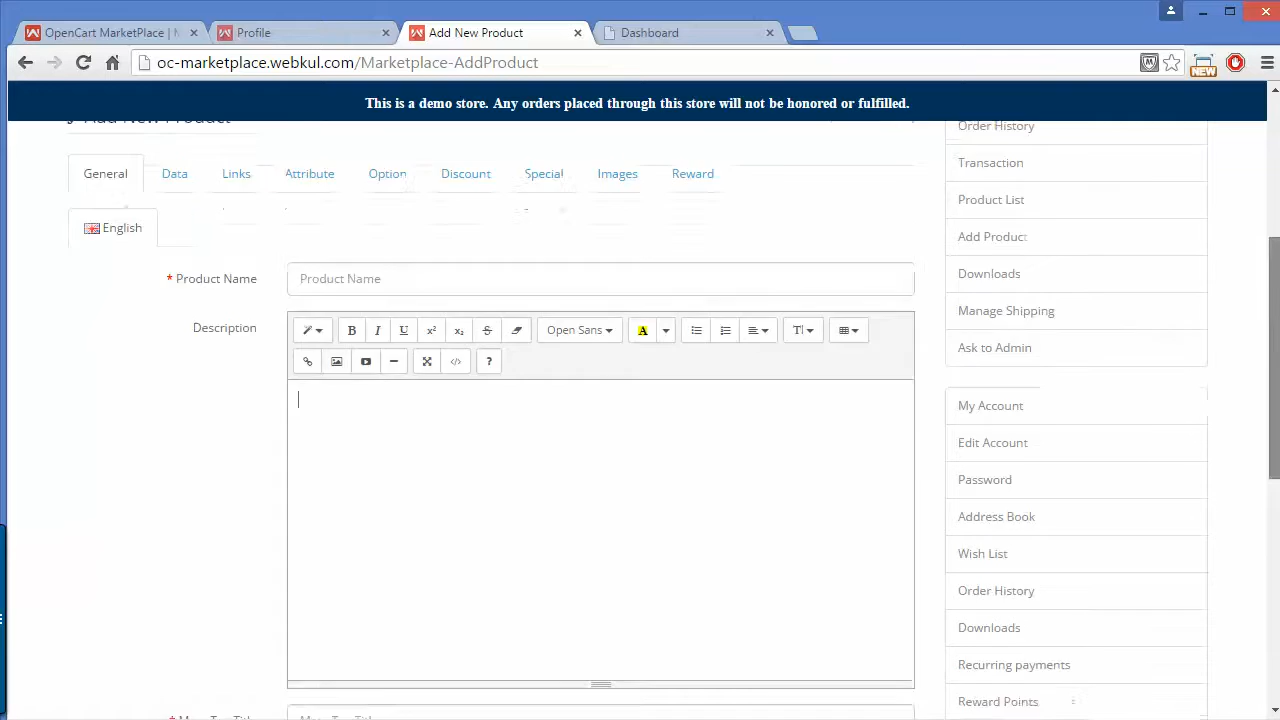 OpenCart MarketPlace |
Profile
Add New Product
Dashboard
oc-marketplace.webkul.com/Marketplace-AddProduct
NEW
This is a demo store. Any orders placed through this store will not be honored or fulfilled.
Add New Product
General
Data
Links
Attribute
Option
Discount
Special
Images
Reward
English
* Product Name
Product Name
Description
B
I
U
x²
x₂
S
Open Sans
A
T
</>
?
Order History
Transaction
Product List
Add Product
Downloads
Manage Shipping
Ask to Admin
My Account
Edit Account
Password
Address Book
Wish List
Order History
Downloads
Recurring payments
Reward Points